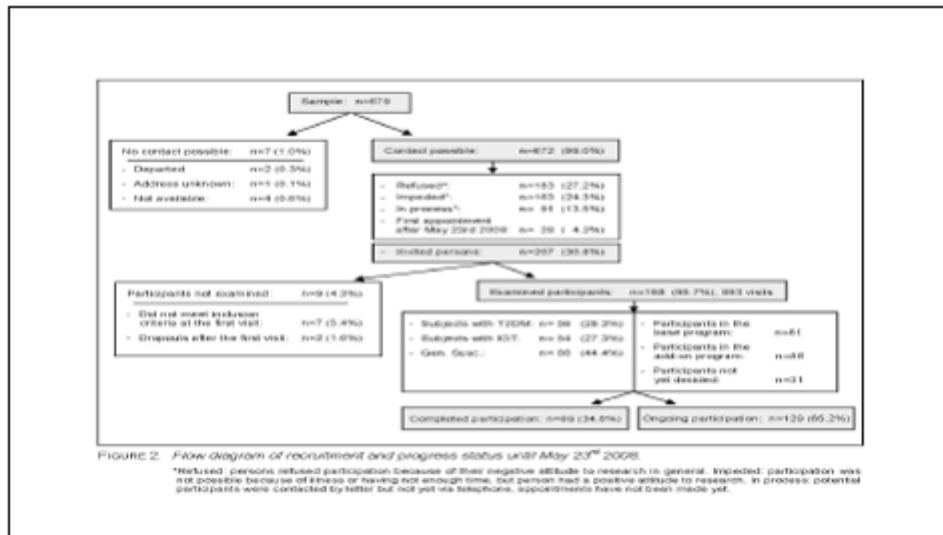 Sample: n=679
No contact possible: n=7 (1.0%)
- Departed n=2 (0.3%)
- Address unknown: n=1 (0.1%)
- Not available: n=4 (0.6%)
Contact possible: n=672 (99.0%)
- Refused*: n=183 (27.2%)
- Impeded*: n=163 (24.3%)
- In process*: n= 91 (13.5%)
- First appointment
after May 23rd 2008: n= 28 ( 4.2%)
- Invited persons: n=207 (30.8%)
Participants not examined: n=9 (4.3%)
- Did not meet inclusion
criteria at the first visit: n=7 (3.4%)
- Dropouts after the first visit: n=2
Examined participants: n=198 (95.7%), 893 visits
- Subjects with T2DM: n= 56 (28.3%)
- Subjects with IGT: n= 54 (27.3%)
- Gen. Susc.: n= 88 (44.4%)
- Participants in the
base program: n=81
- Participants in the
add-on program: n=86
- Participants not
yet decided: n=31
Completed participation: n=69 (34.8%)
Ongoing participation: n=129 (65.2%)
FIGURE 2. Flow diagram of recruitment and progress status until May 23rd 2008.
*Refused: persons refused participation because of their negative attitude to research in general. Impeded: participation was
not possible because of illness or having not enough time, but person had a positive attitude to research. In process: potential
participants were contacted by letter but not yet via telephone, appointments have not been made yet.